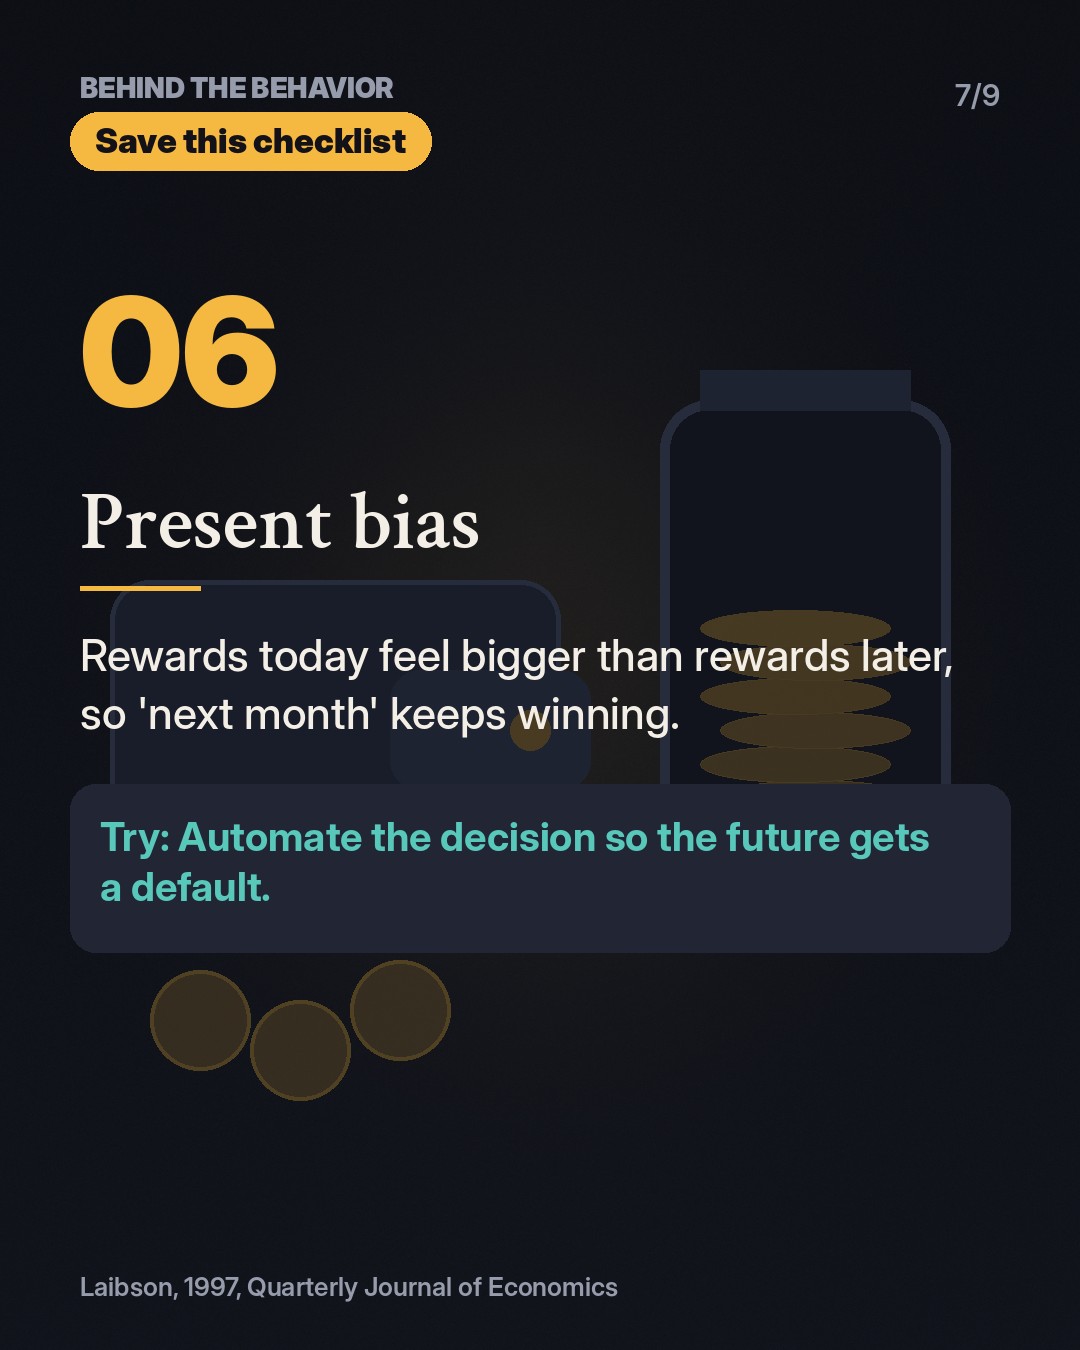 BEHIND THE BEHAVIOR
7/9
Save this checklist
06
Present bias
Rewards today feel bigger than rewards later,
so 'next month' keeps winning.
Try: Automate the decision so the future gets
a default.
Laibson, 1997, Quarterly Journal of Economics